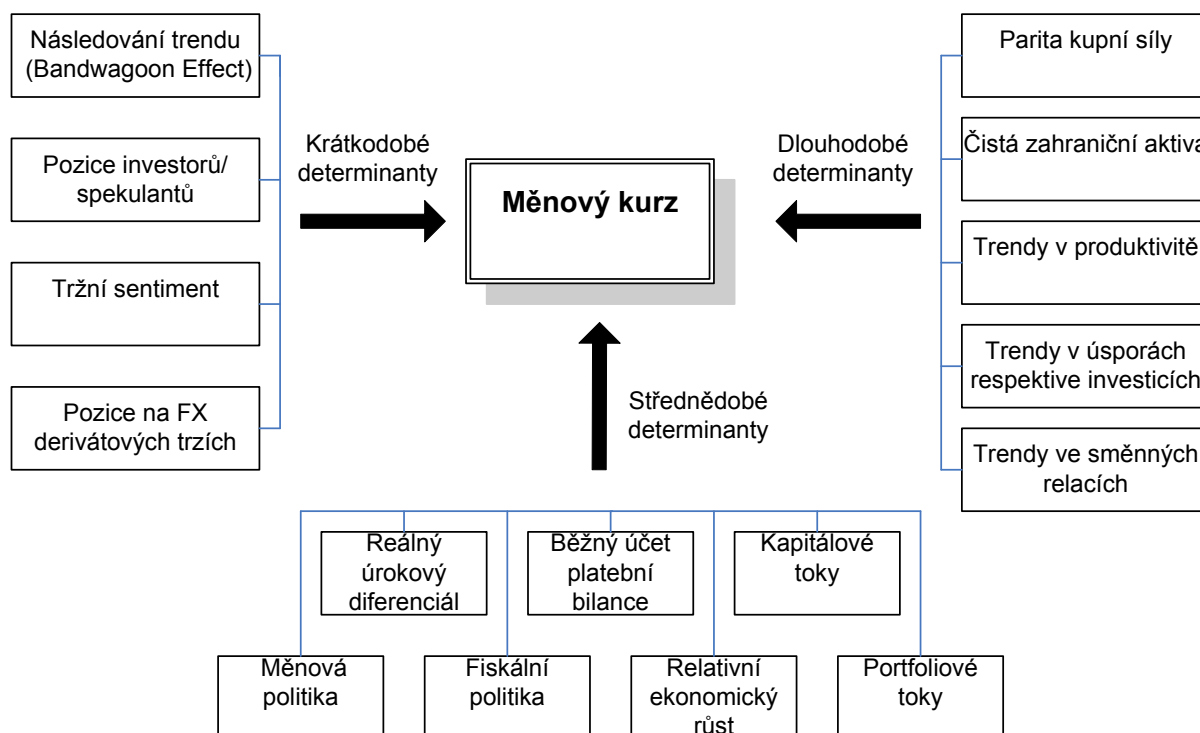 Následování trendu
(Bandwagoon Effect)
Pozice investorů/
spekulantů
Tržní sentiment
Pozice na FX
derivátových trzích
Krátkodobé
determinanty
Měnový kurz
Dlouhodobé
determinanty
Parita kupní síly
Čistá zahraniční aktiva
Trendy v produktivitě
Trendy v úsporách
respektive investicích
Trendy ve směnných
relacích
Střednědobé
determinanty
Reálný
úrokový
diferenciál
Běžný účet
platební
bilance
Kapitálové
toky
Měnová
politika
Fiskální
politika
Relativní
ekonomický
růst
Portfoliové
toky